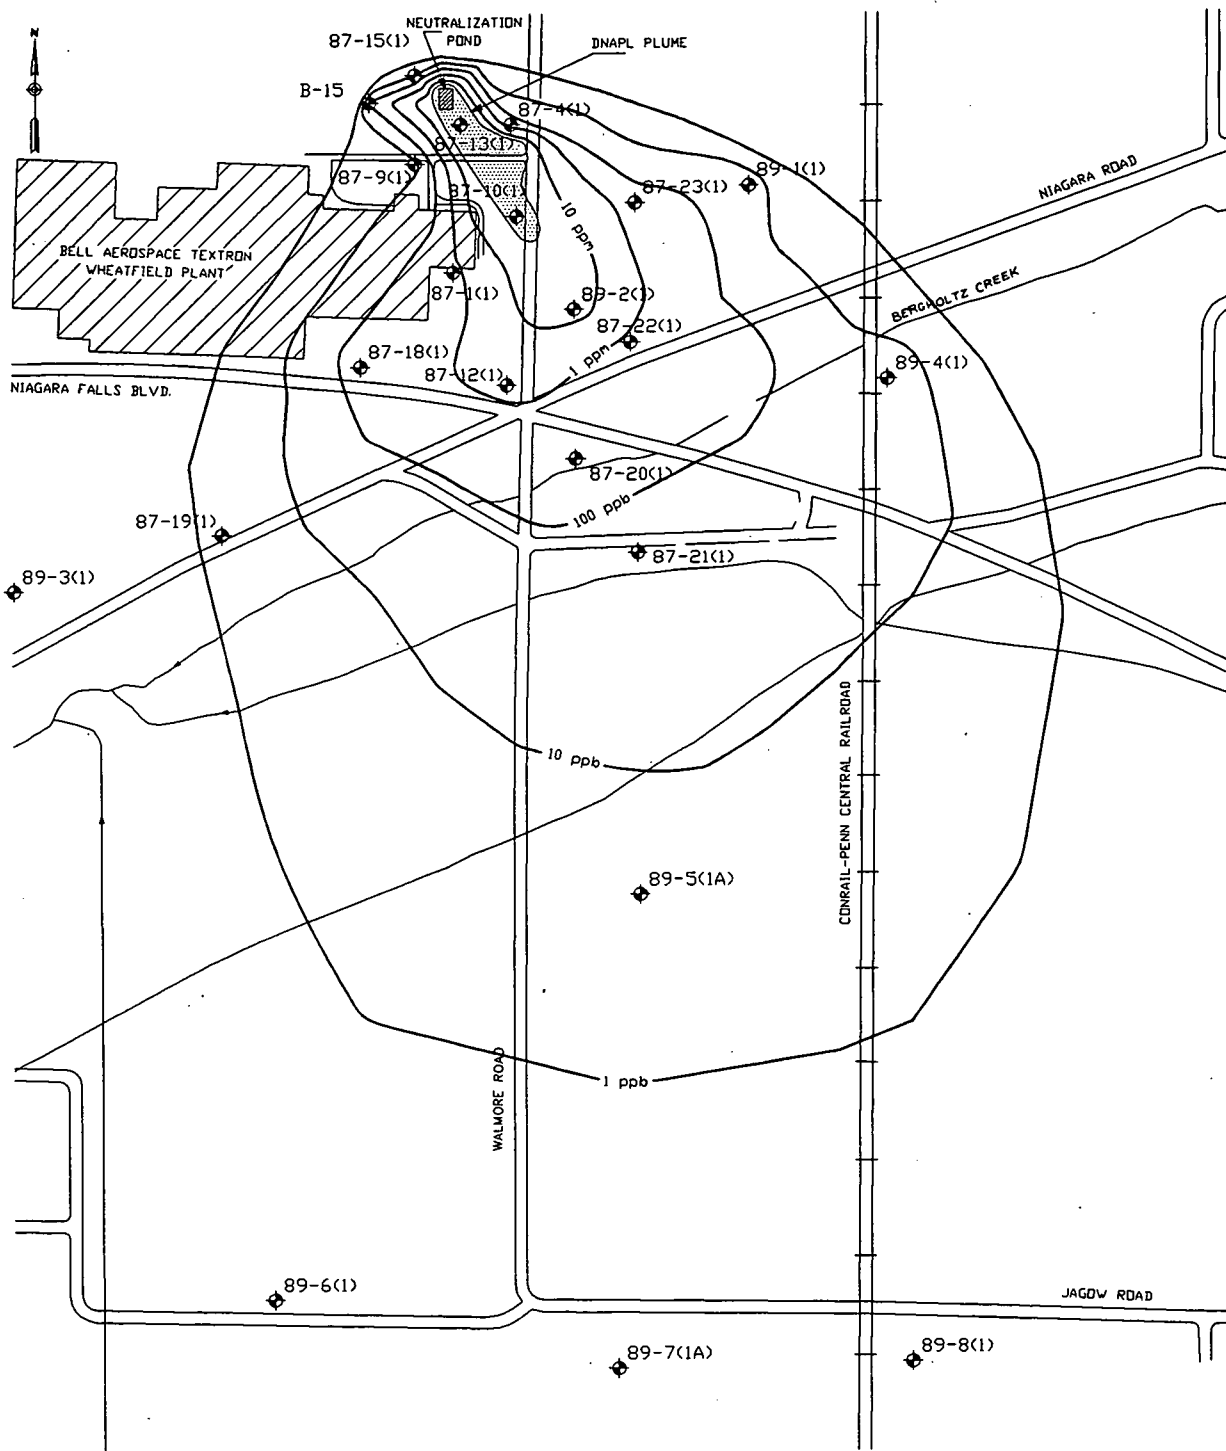 N
NEUTRALIZATION
POND
87-15(1)
DNAPL PLUME
B-15
87-4(1)
87-13(1)
87-9(1)
87-10(1)
87-23(1)
89-1(1)
NIAGARA ROAD
10 ppm
BELL AEROSPACE TEXTRON
WHEATFIELD PLANT
87-1(1)
89-2(1)
BERGHOLTZ CREEK
87-22(1)
87-18(1)
1 ppm
89-4(1)
87-12(1)
NIAGARA FALLS BLVD.
87-20(1)
100 ppb
87-19(1)
87-21(1)
89-3(1)
10 ppb
CONRAIL-PENN CENTRAL RAILROAD
89-5(1A)
1 ppb
WALMORE ROAD
89-6(1)
JAGOW ROAD
89-7(1A)
89-8(1)